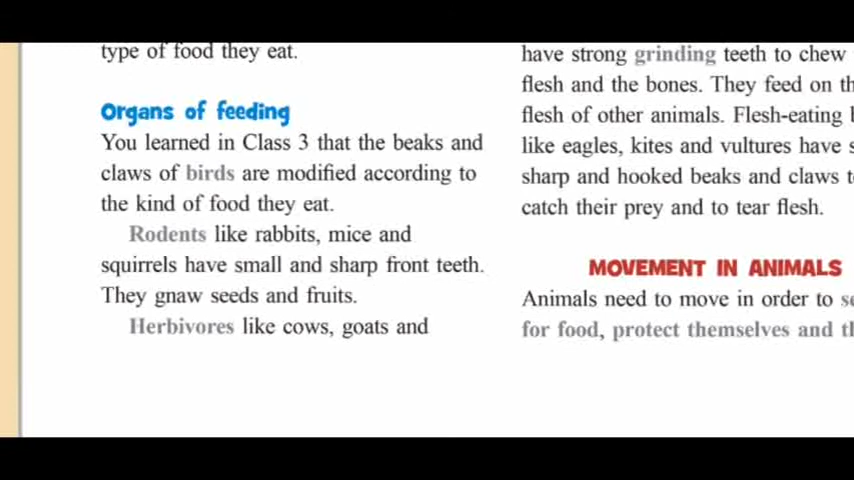 type of food they eat.
Organs of feeding
You learned in Class 3 that the beaks and
claws of birds are modified according to
the kind of food they eat.
Rodents like rabbits, mice and
squirrels have small and sharp front teeth.
They gnaw seeds and fruits.
Herbivores like cows, goats and
have strong grinding teeth to chew
flesh and the bones. They feed on
flesh of other animals. Flesh-eating
like eagles, kites and vultures have
sharp and hooked beaks and claws
catch their prey and to tear flesh.
MOVEMENT IN ANIMALS
Animals need to move in order to
for food, protect themselves and